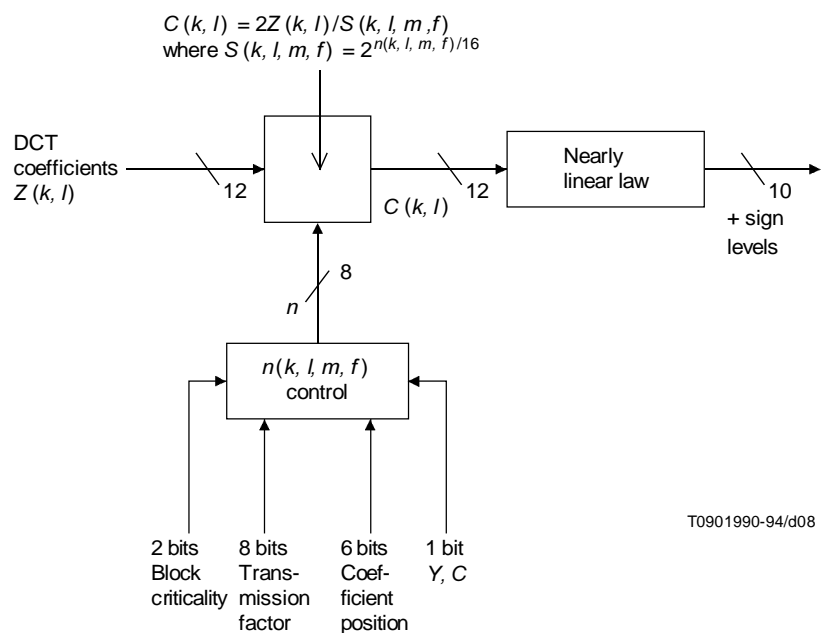 C (k, l) = 2Z (k, l)/S (k, l, m ,f)
where S (k, l, m, f) = 2^n(k, l, m, f)/16
DCT
coefficients
Z (k, l)
12
C (k, l)
12
Nearly
linear law
10
+ sign
levels
8
n
n(k, l, m, f)
control
T0901990-94/d08
2 bits
Block
criticality
8 bits
Trans-
mission
factor
6 bits
Coef-
ficient
position
1 bit
Y, C